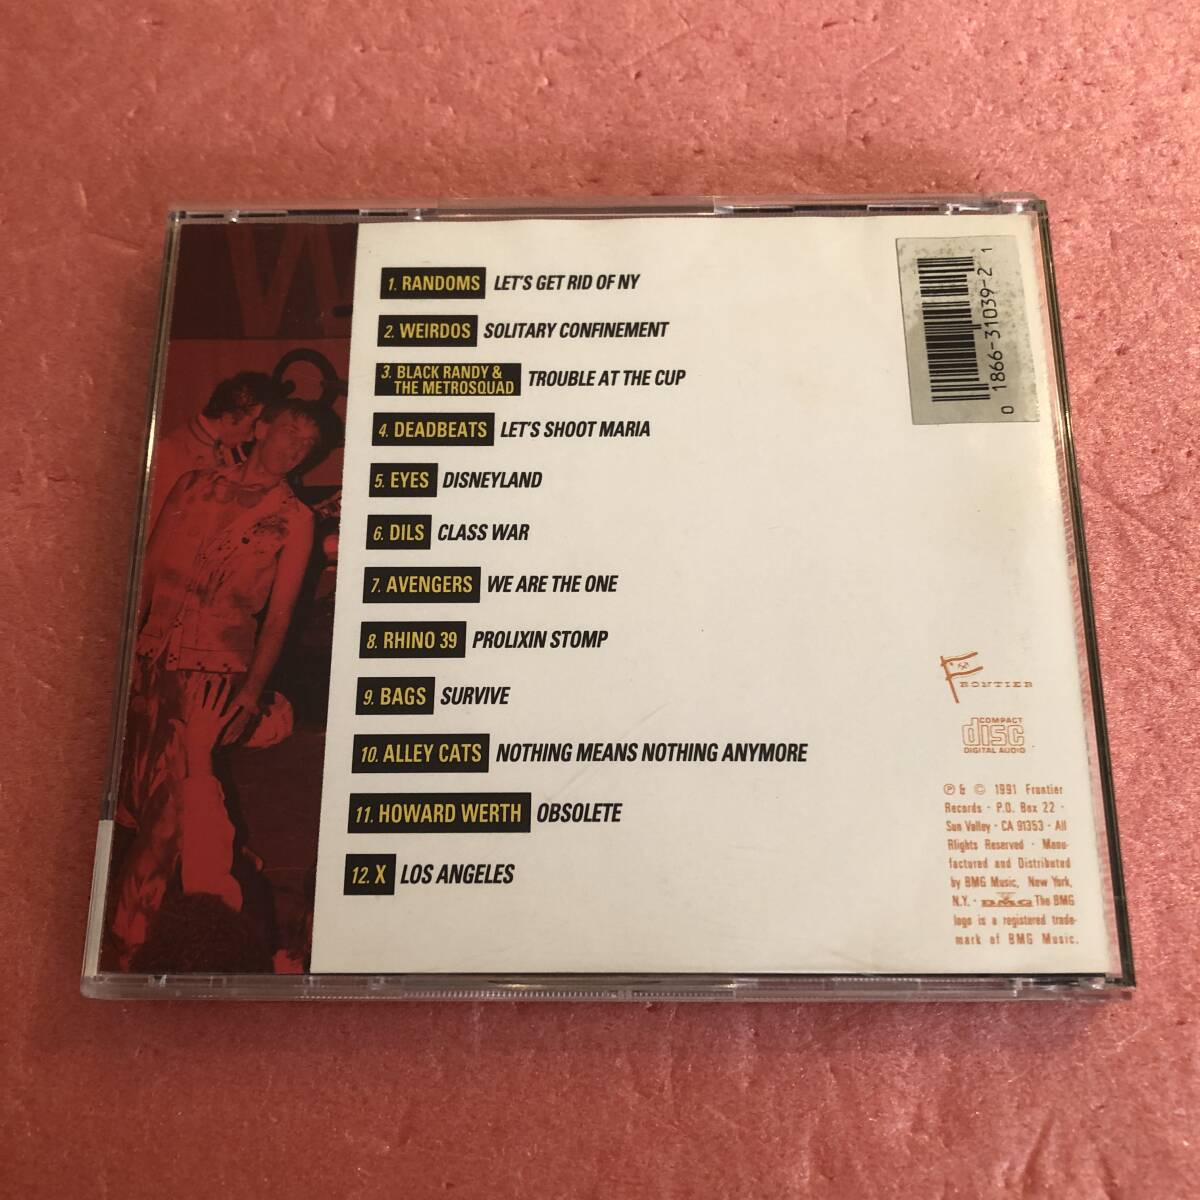 1. RANDOMS LET'S GET RID OF NY
2. WEIRDOS SOLITARY CONFINEMENT
3. BLACK RANDY &
THE METROSQUAD TROUBLE AT THE CUP
4. DEADBEATS LET'S SHOOT MARIA
5. EYES DISNEYLAND
6. DILS CLASS WAR
7. AVENGERS WE ARE THE ONE
8. RHINO 39 PROLIXIN STOMP
9. BAGS SURVIVE
10. ALLEY CATS NOTHING MEANS NOTHING ANYMORE
11. HOWARD WERTH OBSOLETE
12. X LOS ANGELES
0 1866-31039-2 1
FRONTIER
COMPACT
disc
DIGITAL AUDIO
℗ & © 1991 Frontier
Records · P.O. Box 22 ·
Sun Valley · CA 91353 · All
Rlights Reserved · Manu-
factured and Distributed
by BMG Music, New York,
N.Y. · BMG The BMG
logo is a registered trade-
mark of BMG Music.